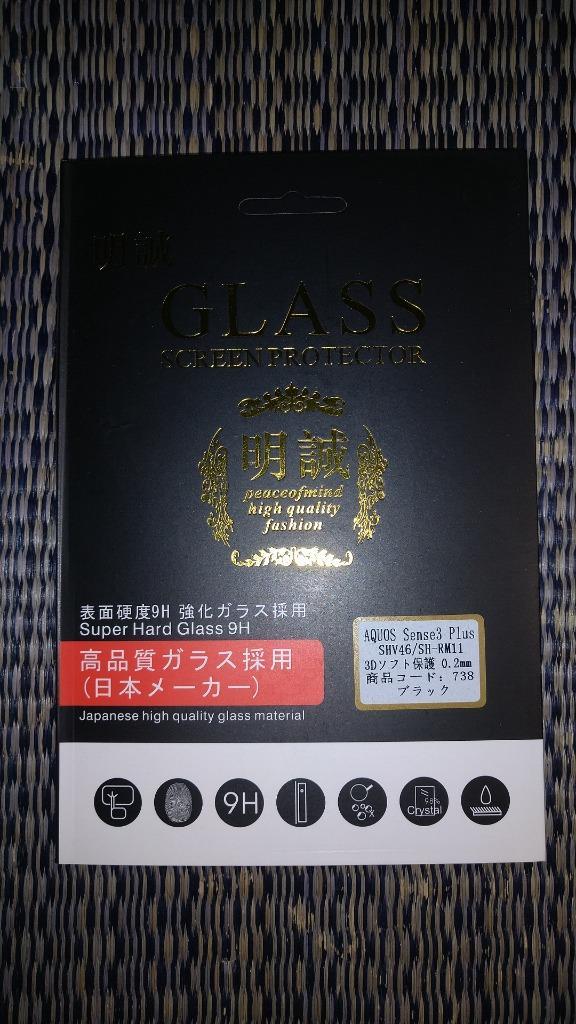 明誠
GLASS
SCREEN PROTECTOR
明誠
peaceofmind
high quality
fashion
表面硬度9H 強化ガラス採用
Super Hard Glass 9H
高品質ガラス採用
(日本メーカー)
Japanese high quality glass material
AQUOS Sense3 Plus
SHV46/SH-RM11
3Dソフト保護 0.2mm
商品コード: 738
ブラック
9H
98%
Crystal